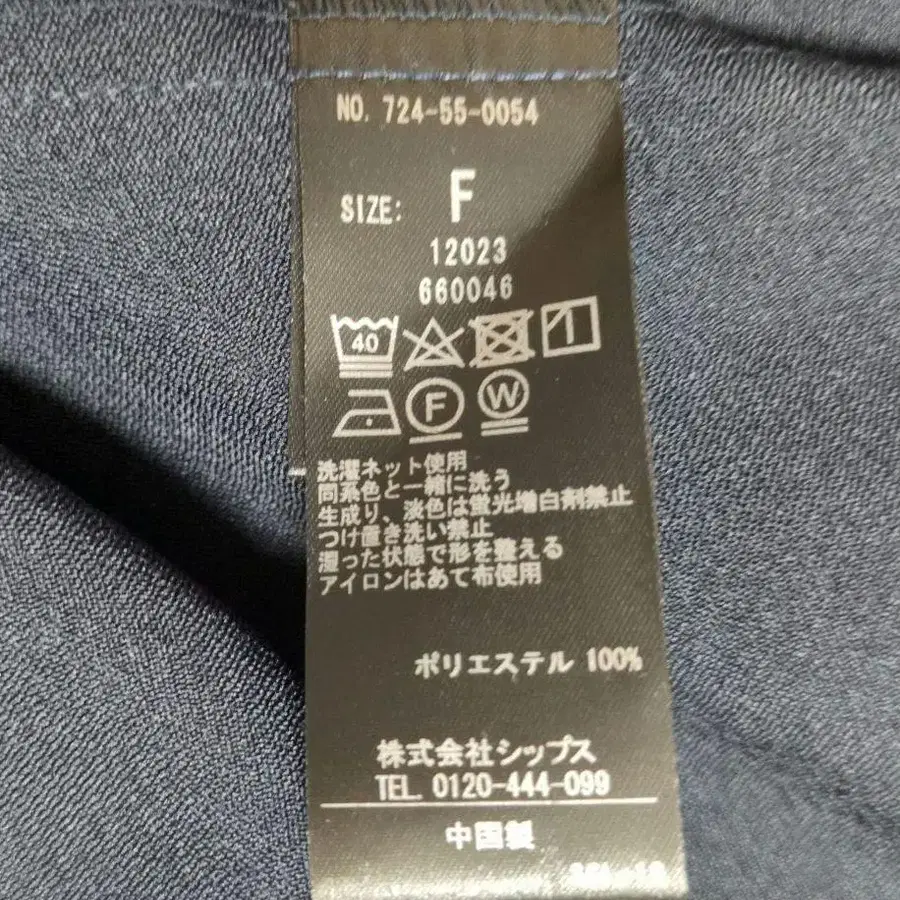 NO. 724-55-0054
SIZE: F
12023
660046
40
F W
洗濯ネット使用
同系色と一緒に洗う
生成り、淡色は蛍光増白剤禁止
つけ置き洗い禁止
湿った状態で形を整える
アイロンはあて布使用
ポリエステル 100%
株式会社シップス
TEL. 0120-444-099
中国製